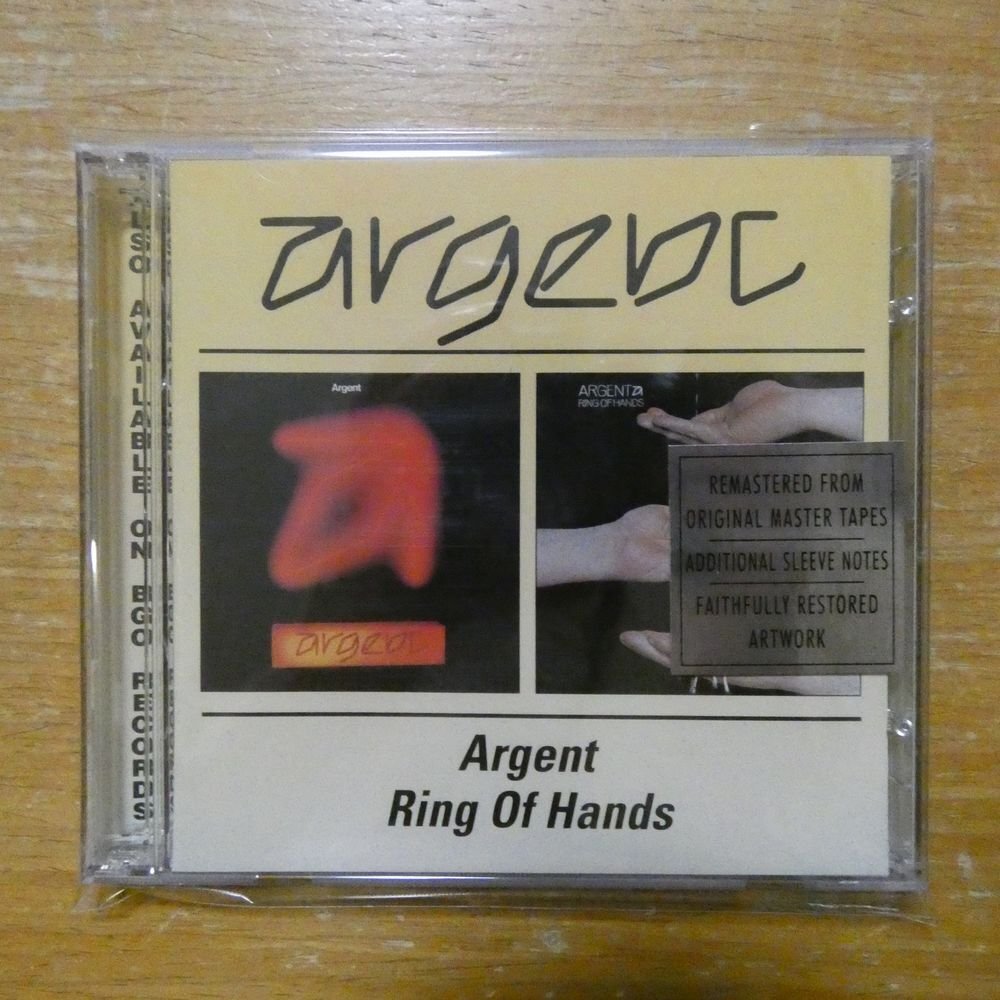 argent
Argent
argent
ARGENT a
RING OF HANDS
REMASTERED FROM
ORIGINAL MASTER TAPES
ADDITIONAL SLEEVE NOTES
FAITHFULLY RESTORED
ARTWORK
Argent
Ring Of Hands
ALSO AVAILABLE ON BGO RECORDS